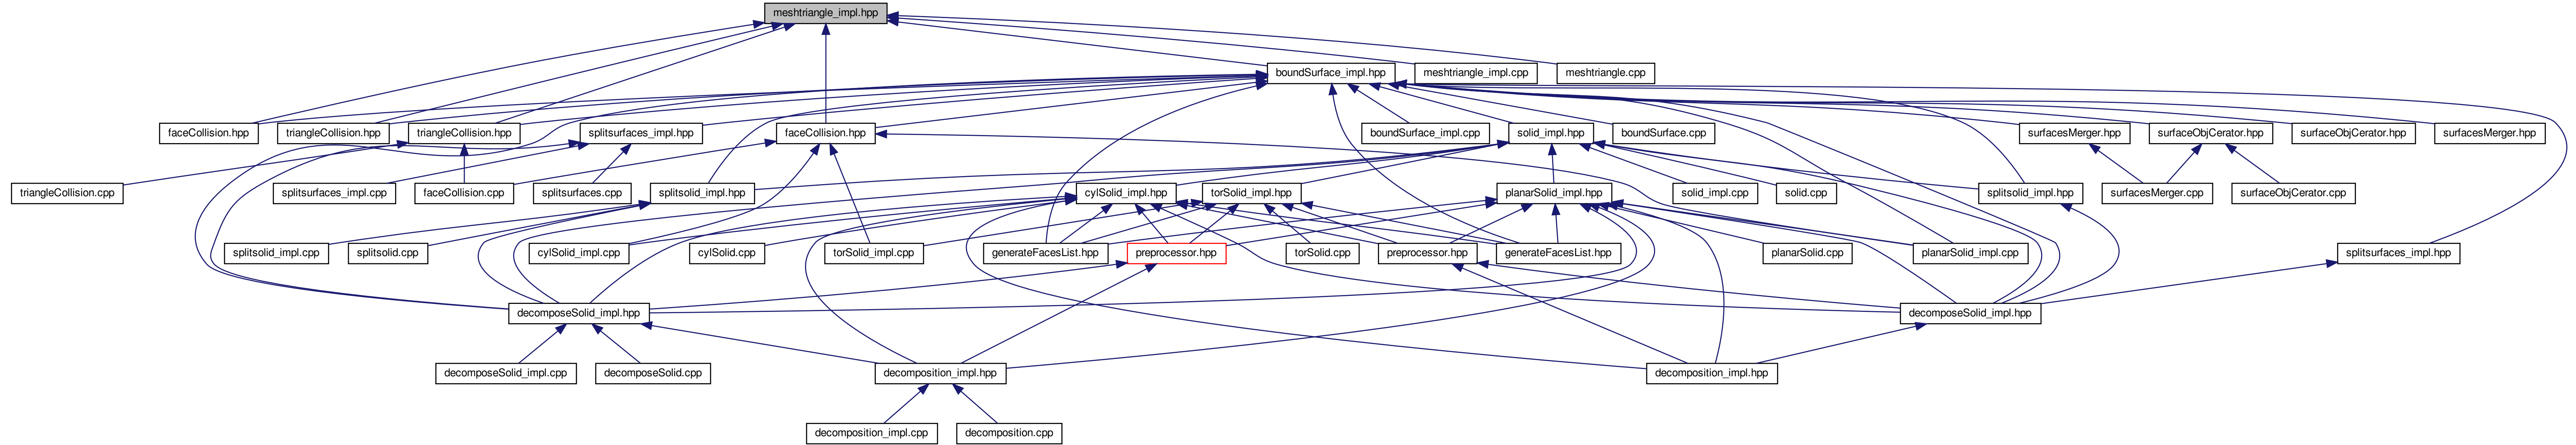 meshtriangle_impl.hpp
boundSurface_impl.hpp
meshtriangle_impl.cpp
meshtriangle.cpp
faceCollision.hpp
triangleCollision.hpp
triangleCollision.hpp
splitsurfaces_impl.hpp
faceCollision.hpp
boundSurface_impl.cpp
solid_impl.hpp
boundSurface.cpp
surfacesMerger.hpp
surfaceObjCerator.hpp
surfaceObjCerator.hpp
surfacesMerger.hpp
triangleCollision.cpp
splitsurfaces_impl.cpp
faceCollision.cpp
splitsurfaces.cpp
splitsolid_impl.hpp
cylSolid_impl.hpp
torSolid_impl.hpp
planarSolid_impl.hpp
solid_impl.cpp
solid.cpp
splitsolid_impl.hpp
surfacesMerger.cpp
surfaceObjCerator.cpp
splitsolid_impl.cpp
splitsolid.cpp
cylSolid_impl.cpp
cylSolid.cpp
torSolid_impl.cpp
generateFacesList.hpp
preprocessor.hpp
torSolid.cpp
preprocessor.hpp
generateFacesList.hpp
planarSolid.cpp
planarSolid_impl.cpp
splitsurfaces_impl.hpp
decomposeSolid_impl.hpp
decomposeSolid_impl.hpp
decomposeSolid_impl.cpp
decomposeSolid.cpp
decomposition_impl.hpp
decomposition_impl.hpp
decomposition_impl.cpp
decomposition.cpp